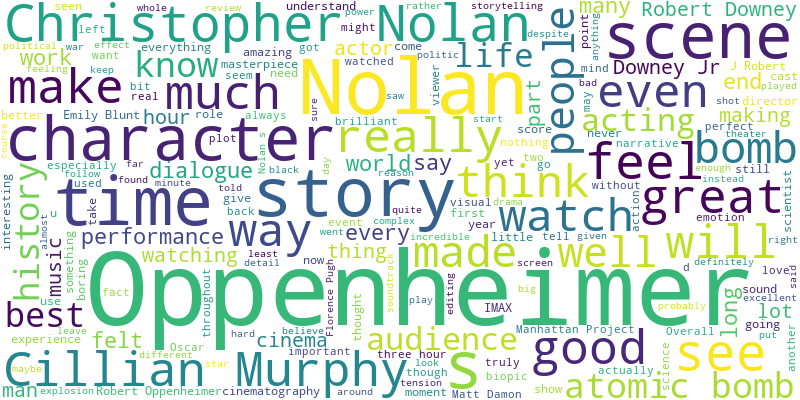 seen
whole
review
understand
power
rather
storytelling
Christopher Nolan
many
Robert Downey
scene
political
war
effect
everything
might
despite
feeling
want
left
masterpiece
amazing
got
actor
come
politic
point
anything
work
know
life
people
Downey Jr
J Robert
keep
bit
real
seem
need
watched
viewer
mind
cast
played
make
much
Nolan
saw
part
bad
may
end
shot
director
better
Emily Blunt
role
always
sure
even
making
course
hour
plot
brilliant
start
score
acting
never
perfect
theater
character
really
nothing
narrative
bomb
especially
far
Nolan s
black
day
yet
two
go
interesting
follow
used
found
minute
dialogue
world
say
feel
without
still
enough
instead
history
almost
take
music
told
give
back
reason
quite
visual
first
think
action
great
emotion
scientist
time
story
drama
complex
year
watch
something
performance
way
every
event
went
incredible
little
tell
given
right
boring
watching
least
detail
now
thing
made
well
will
definitely
love
said
best
use
fact
throughout
Oppenheimer
screen
d
sound
excellent
experience
felt
hard
believe
thought
soundtrack
play
editing
big
IMAX
long
probably
leave
different
cinema
Florence Pugh
audience
Manhattan Project
Overall
lot
maybe
Oscar
important
look
good
going
another
Cillian Murphy
s
see
put
explosion
star
three hour
though
truly
biopic
actually
science
man
Robert Oppenheimer
cinematography
around
tension
moment
Matt Damon
show
atomic bomb